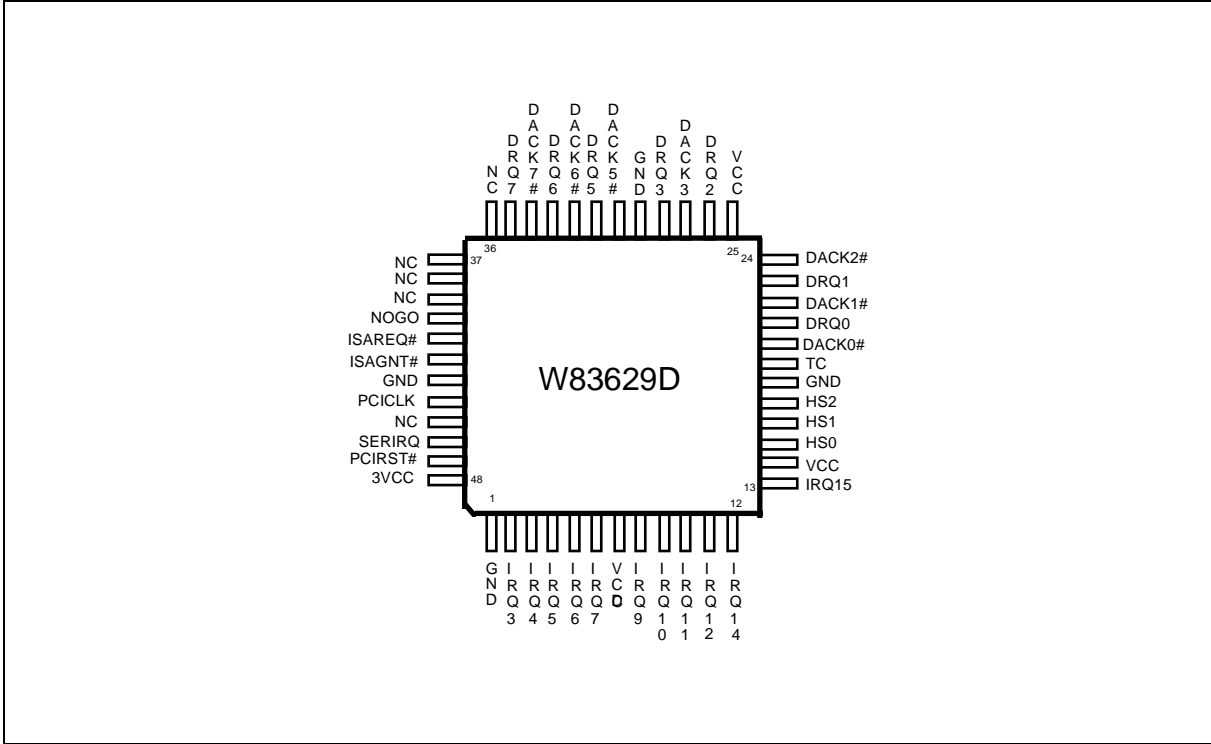 NC
DRQ7
DACK7#
DRQ6
DACK6#
DRQ5
DACK5#
GND
DRQ3
DACK3
DRQ2
VCC
36
25
37
24
NC
NC
NC
NOGO
ISAREQ#
ISAGNT#
GND
PCICLK
NC
SERIRQ
PCIRST#
3VCC
W83629D
DACK2#
DRQ1
DACK1#
DRQ0
DACK0#
TC
GND
HS2
HS1
HS0
VCC
IRQ15
48
13
1
12
GND
IRQ3
IRQ4
IRQ5
IRQ6
IRQ7
IRQ9
IRQ10
IRQ11
IRQ12
IRQ14